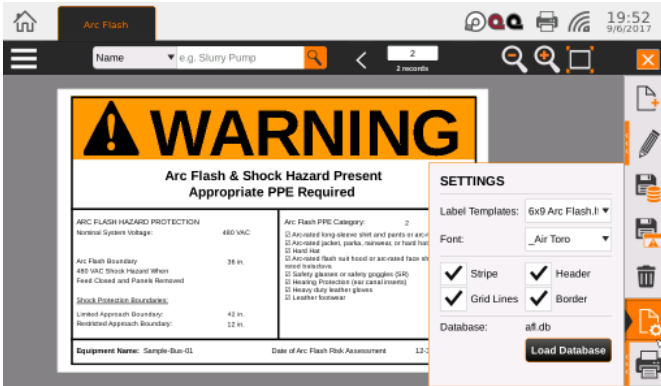 Arc Flash
19:52
9/6/2017
Name
e.g. Slurry Pump
2
2 records
WARNING
Arc Flash & Shock Hazard Present
Appropriate PPE Required
ARC FLASH HAZARD PROTECTION
Nominal System Voltage: 480 VAC
Arc Flash Boundary 36 in.
480 VAC Shock Hazard When
Feed Closed and Panels Removed
Shock Protection Boundaries:
Limited Approach Boundary: 42 in.
Restricted Approach Boundary: 12 in.
Arc Flash PPE Category: 2
☑ Arc-rated long-sleeve shirt and pants or arc-r
☑ Arc-rated jacket, parka, rainwear, or hard hat
☑ Hard Hat
☑ Arc-rated flash suit hood or arc-rated face sh
rated balaclava.
☑ Safety glasses or safety goggles (SR)
☑ Hearing Protection (ear canal inserts)
☑ Heavy duty leather gloves
☑ Leather footwear
Equipment Name: Sample-Bus-01
Date of Arc Flash Risk Assessment 12-
SETTINGS
Label Templates: 6x9 Arc Flash.l
Font: _Air Toro
Stripe
Header
Grid Lines
Border
Database: afl.db
Load Database